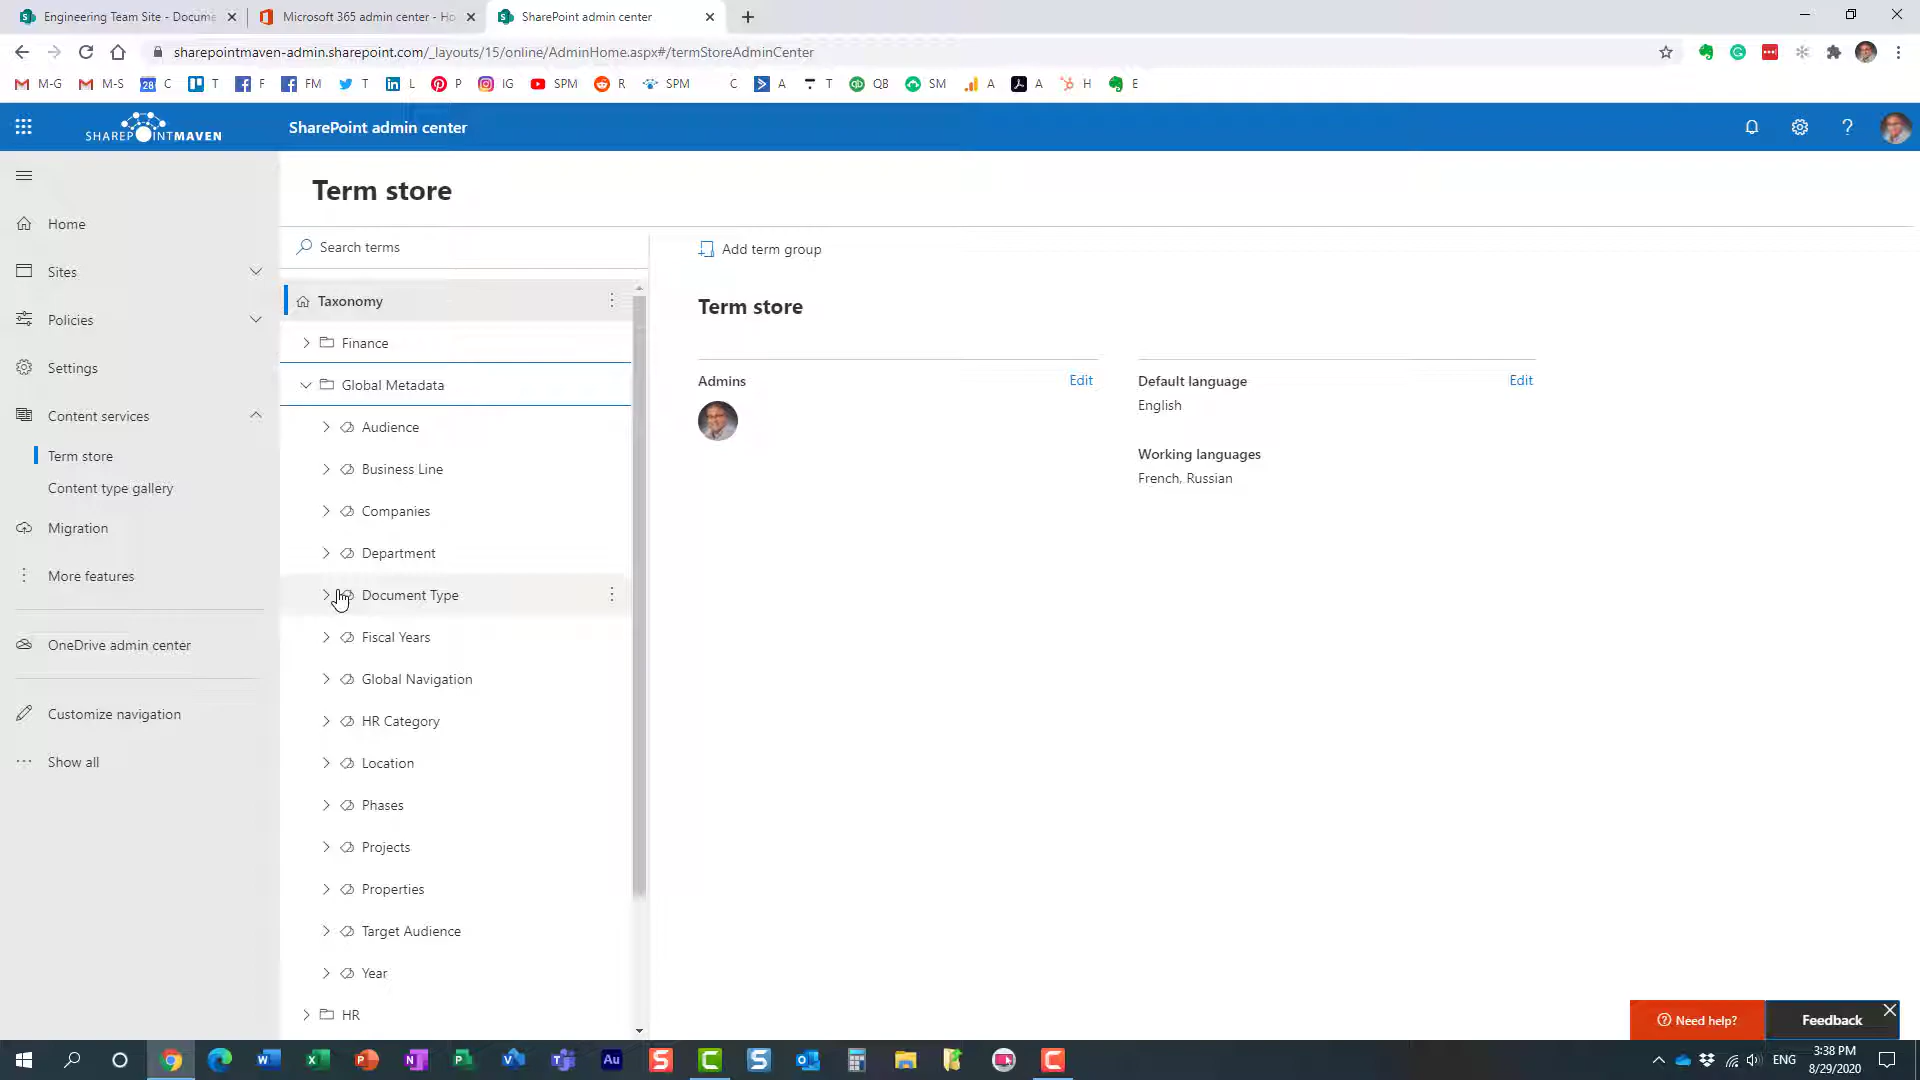 Engineering Team Site - Docume
Microsoft 365 admin center - Ho
SharePoint admin center
sharepointmaven-admin.sharepoint.com/_layouts/15/online/AdminHome.aspx#/termStoreAdminCenter
M-G
M-S
28
C
T
F
FM
T
L
P
IG
SPM
R
SPM
C
A
T
QB
SM
A
A
H
E
SHAREPOINTMAVEN
SharePoint admin center
?
Home
Sites
Policies
Settings
Content services
Term store
Content type gallery
Migration
More features
OneDrive admin center
Customize navigation
Show all
Term store
Search terms
Taxonomy
Finance
Global Metadata
Audience
Business Line
Companies
Department
Document Type
Fiscal Years
Global Navigation
HR Category
Location
Phases
Projects
Properties
Target Audience
Year
HR
Add term group
Term store
Admins
Edit
Default language
Edit
English
Working languages
French, Russian
Need help?
Feedback
Au
ENG
3:38 PM
8/29/2020